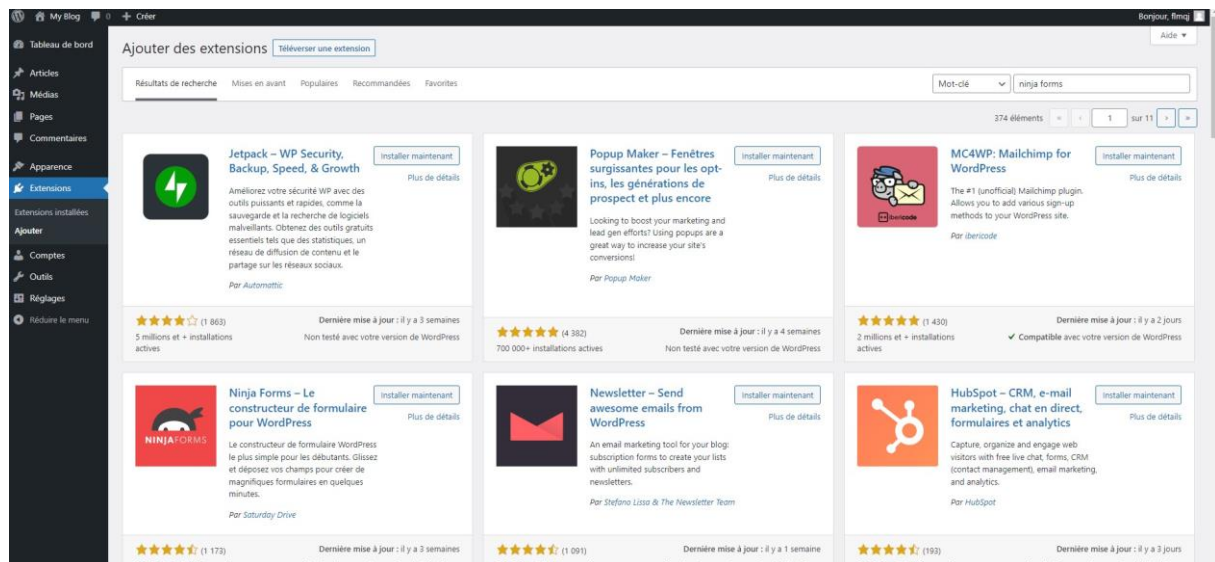 My Blog 0 + Créer
Bonjour, flmqj
Tableau de bord
Articles
Médias
Pages
Commentaires
Apparence
Extensions
Extensions installées
Ajouter
Comptes
Outils
Réglages
Réduire le menu
Aide
Ajouter des extensions Téléverser une extension
Résultats de recherche Mises en avant Populaires Recommandées Favorites
Mot-clé ninja forms
374 éléments « ‹ 1 sur 11 › »
Jetpack – WP Security,
Backup, Speed, & Growth
Installer maintenant
Plus de détails
Améliorez votre sécurité WP avec des
outils puissants et rapides, comme la
sauvegarde et la recherche de logiciels
malveillants. Obtenez des outils gratuits
essentiels tels que des statistiques, un
réseau de diffusion de contenu et le
partage sur les réseaux sociaux.
Par Automattic
(1 863)
5 millions et + installations
actives
Dernière mise à jour : il y a 3 semaines
Non testé avec votre version de WordPress
Popup Maker – Fenêtres
surgissantes pour les opt-
ins, les générations de
prospect et plus encore
Installer maintenant
Plus de détails
Looking to boost your marketing and
lead gen efforts? Using popups are a
great way to increase your site's
conversions!
Par Popup Maker
(4 382)
700 000+ installations actives
Dernière mise à jour : il y a 4 semaines
Non testé avec votre version de WordPress
ibericode
MC4WP: Mailchimp for
WordPress
Installer maintenant
Plus de détails
The #1 (unofficial) Mailchimp plugin.
Allows you to add various sign-up
methods to your WordPress site.
Par ibericode
(1 430)
2 millions et + installations
actives
Dernière mise à jour : il y a 2 jours
✓ Compatible avec votre version de WordPress
NINJAFORMS
Ninja Forms – Le
constructeur de formulaire
pour WordPress
Installer maintenant
Plus de détails
Le constructeur de formulaire WordPress
le plus simple pour les débutants. Glissez
et déposez vos champs pour créer de
magnifiques formulaires en quelques
minutes.
Par Saturday Drive
(1 173)
Dernière mise à jour : il y a 3 semaines
Newsletter – Send
awesome emails from
WordPress
Installer maintenant
Plus de détails
An email marketing tool for your blog:
subscription forms to create your lists
with unlimited subscribers and
newsletters.
Par Stefano Lissa & The Newsletter Team
(1 091)
Dernière mise à jour : il y a 1 semaine
HubSpot – CRM, e-mail
marketing, chat en direct,
formulaires et analytics
Installer maintenant
Plus de détails
Capture, organize and engage web
visitors with free live chat, forms, CRM
(contact management), email marketing,
and analytics.
Par HubSpot
(193)
Dernière mise à jour : il y a 3 jours